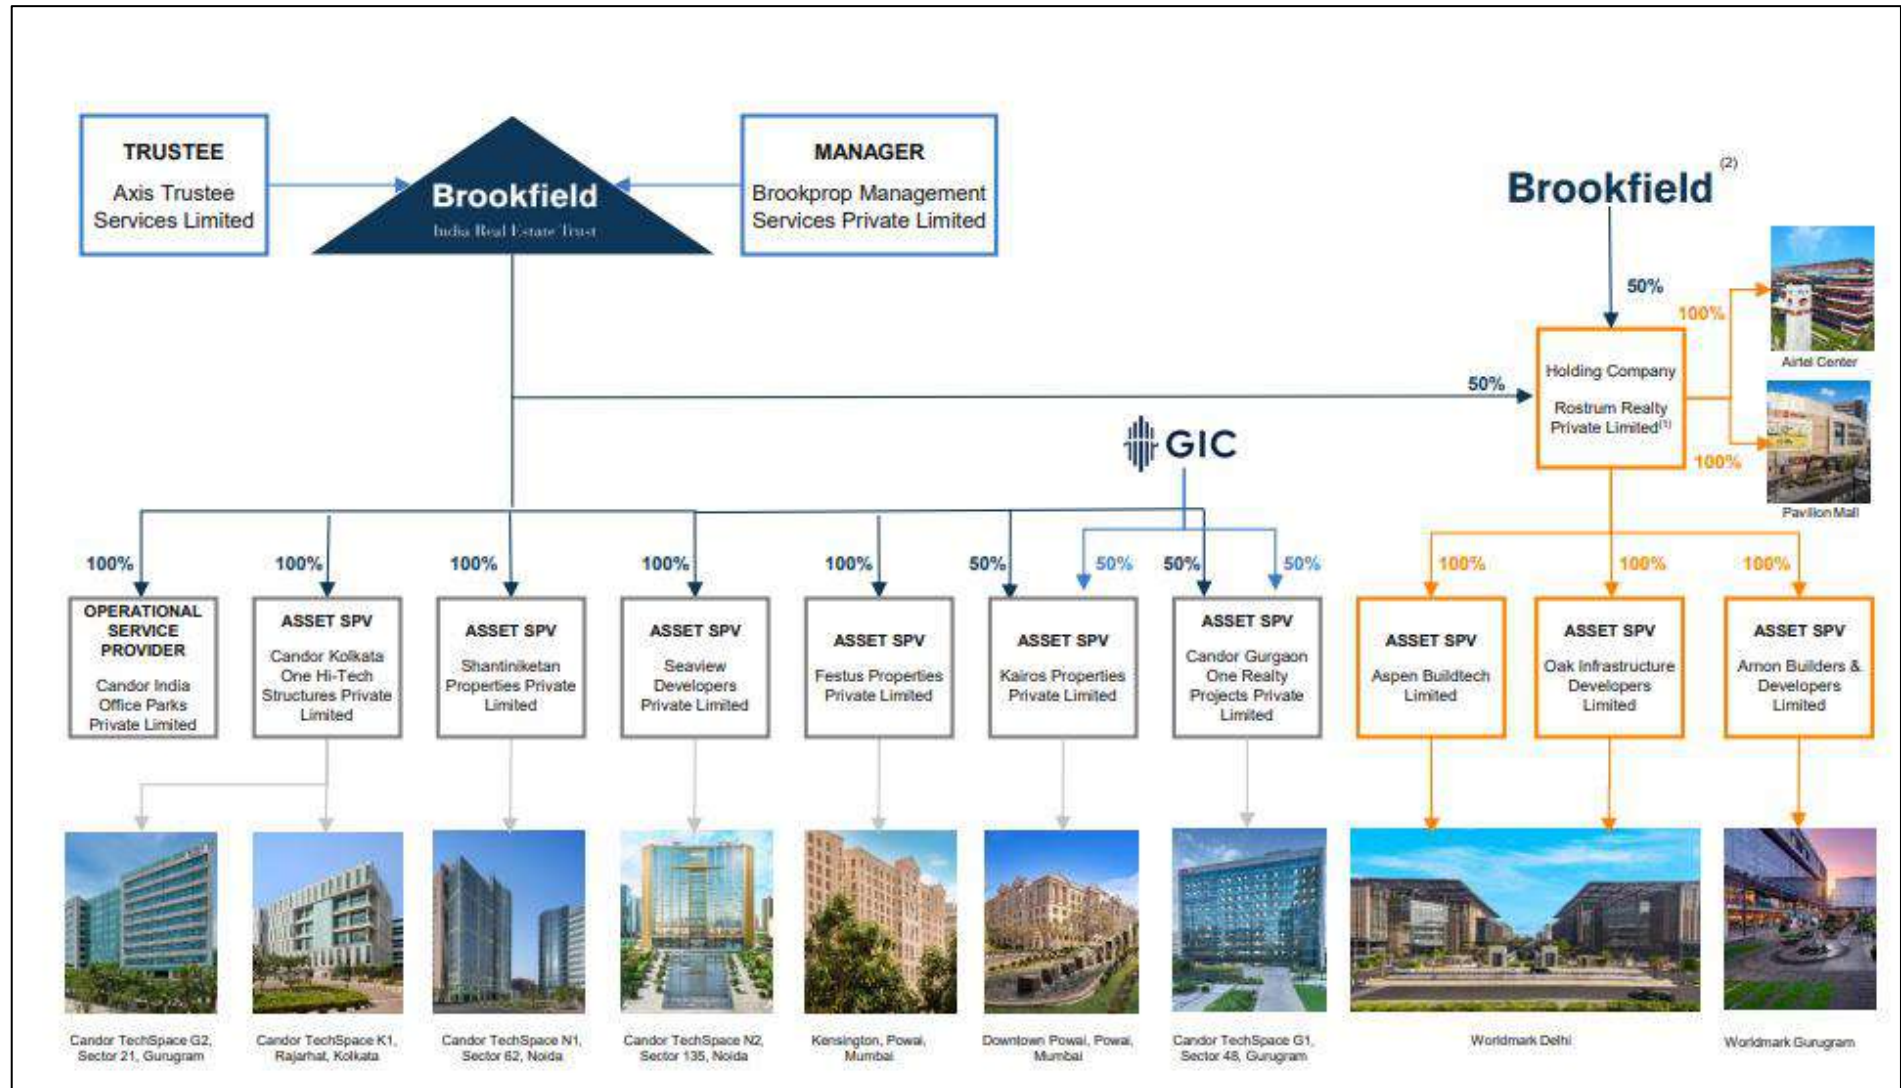 TRUSTEE
Axis Trustee
Services Limited
Brookfield
India Real Estate Trust
MANAGER
Brookprop Management
Services Private Limited
Brookfield (2)
50%
100%
Airtel Center
Holding Company
Rostrum Realty
Private Limited(1)
50%
100%
Pavilion Mall
GIC
100%
100%
100%
100%
100%
50%
50%
50%
50%
100%
100%
100%
OPERATIONAL
SERVICE
PROVIDER
Candor India
Office Parks
Private Limited
ASSET SPV
Candor Kolkata
One Hi-Tech
Structures Private
Limited
ASSET SPV
Shantiniketan
Properties Private
Limited
ASSET SPV
Seaview
Developers
Private Limited
ASSET SPV
Festus Properties
Private Limited
ASSET SPV
Kairos Properties
Private Limited
ASSET SPV
Candor Gurgaon
One Realty
Projects Private
Limited
ASSET SPV
Aspen Buildtech
Limited
ASSET SPV
Oak Infrastructure
Developers
Limited
ASSET SPV
Arnon Builders &
Developers
Limited
Candor TechSpace G2,
Sector 21, Gurugram
Candor TechSpace K1,
Rajarhat, Kolkata
Candor TechSpace N1,
Sector 62, Noida
Candor TechSpace N2,
Sector 135, Noida
Kensington, Powai,
Mumbai
Downtown Powai, Powai,
Mumbai
Candor TechSpace G1,
Sector 48, Gurugram
Worldmark Delhi
Worldmark Gurugram